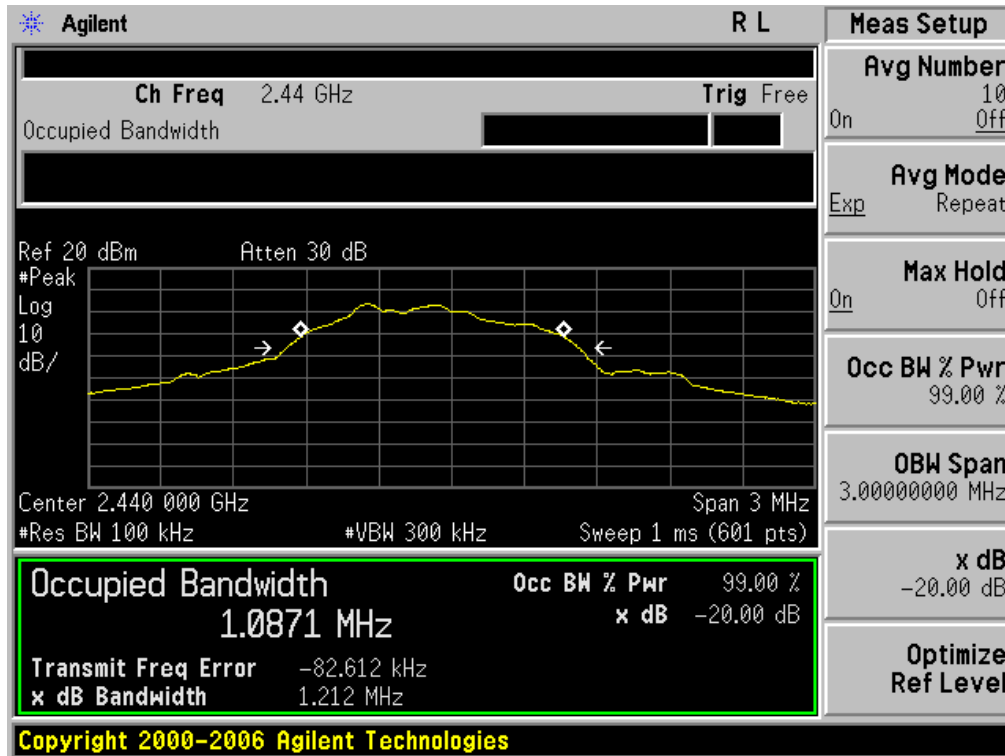 Agilent R L
Ch Freq 2.44 GHz Trig Free
Occupied Bandwidth
Ref 20 dBm Atten 30 dB
#Peak
Log
10
dB/
Center 2.440 000 GHz Span 3 MHz
#Res BW 100 kHz #VBW 300 kHz Sweep 1 ms (601 pts)
Occupied Bandwidth Occ BW % Pwr 99.00 %
1.0871 MHz x dB -20.00 dB
Transmit Freq Error -82.612 kHz
x dB Bandwidth 1.212 MHz
Copyright 2000-2006 Agilent Technologies
Meas Setup
Avg Number
10
On Off
Avg Mode
Exp Repeat
Max Hold
On Off
Occ BW % Pwr
99.00 %
OBW Span
3.00000000 MHz
x dB
-20.00 dB
Optimize
Ref Level